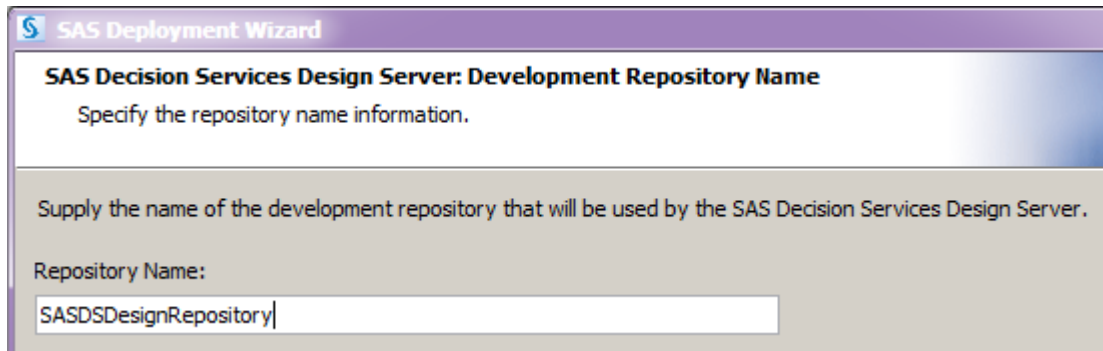 SAS Deployment Wizard
SAS Decision Services Design Server: Development Repository Name
Specify the repository name information.
Supply the name of the development repository that will be used by the SAS Decision Services Design Server.
Repository Name:
SASDSDesignRepository